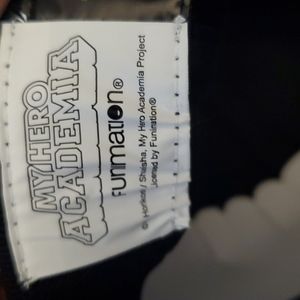 MY HERO
ACADEMIA
FUNIMATION®
© K. Horikoshi / Shueisha, My Hero Academia Project
Licensed by Funimation®